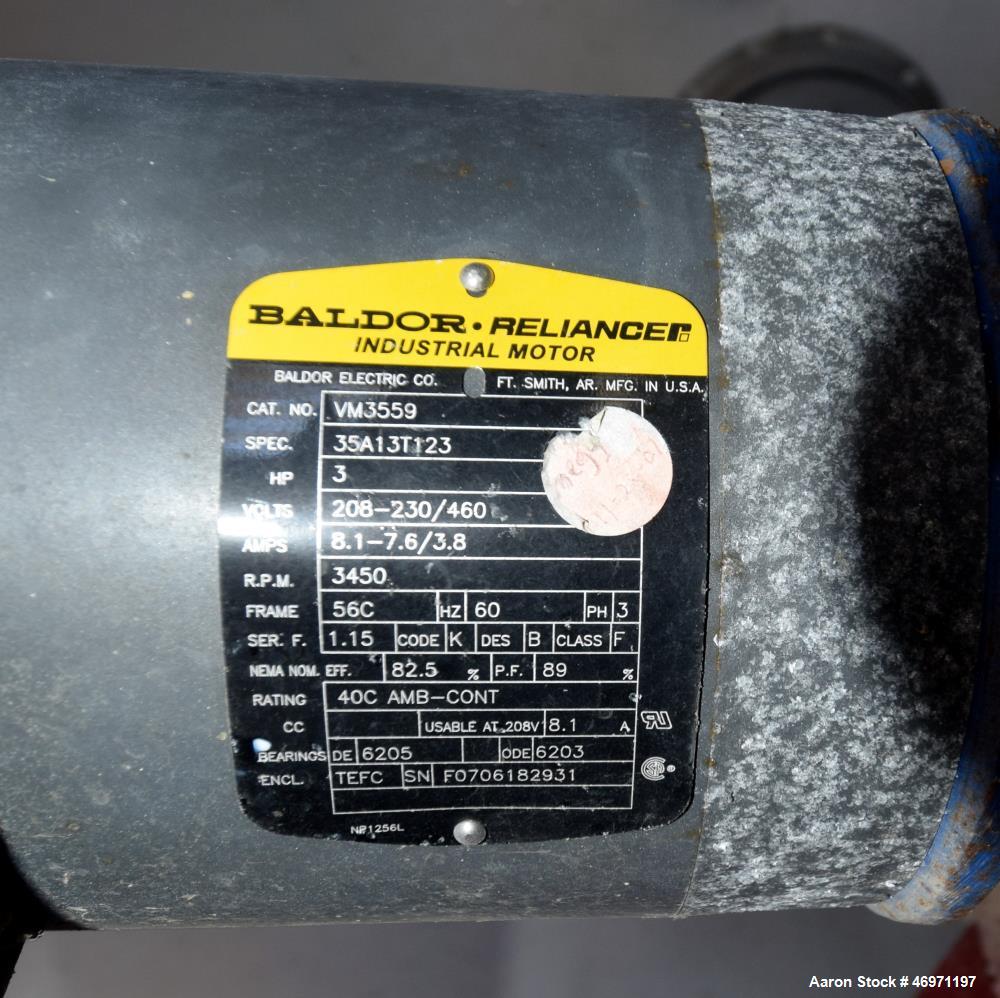 BALDOR • RELIANCER
INDUSTRIAL MOTOR
BALDOR ELECTRIC CO. FT. SMITH, AR. MFG. IN U.S.A.
CAT. NO. VM3559
SPEC. 35A13T123
HP 3
VOLTS 208-230/460
AMPS 8.1-7.6/3.8
R.P.M. 3450
FRAME 56C HZ 60 PH 3
SER. F. 1.15 CODE K DES B CLASS F
NEMA NOM. EFF. 82.5 % P.F. 89 %
RATING 40C AMB-CONT
CC USABLE AT 208V 8.1 A
BEARINGS DE 6205 ODE 6203
ENCL. TEFC SN F0706182931
NP1256L
Aaron Stock # 46971197